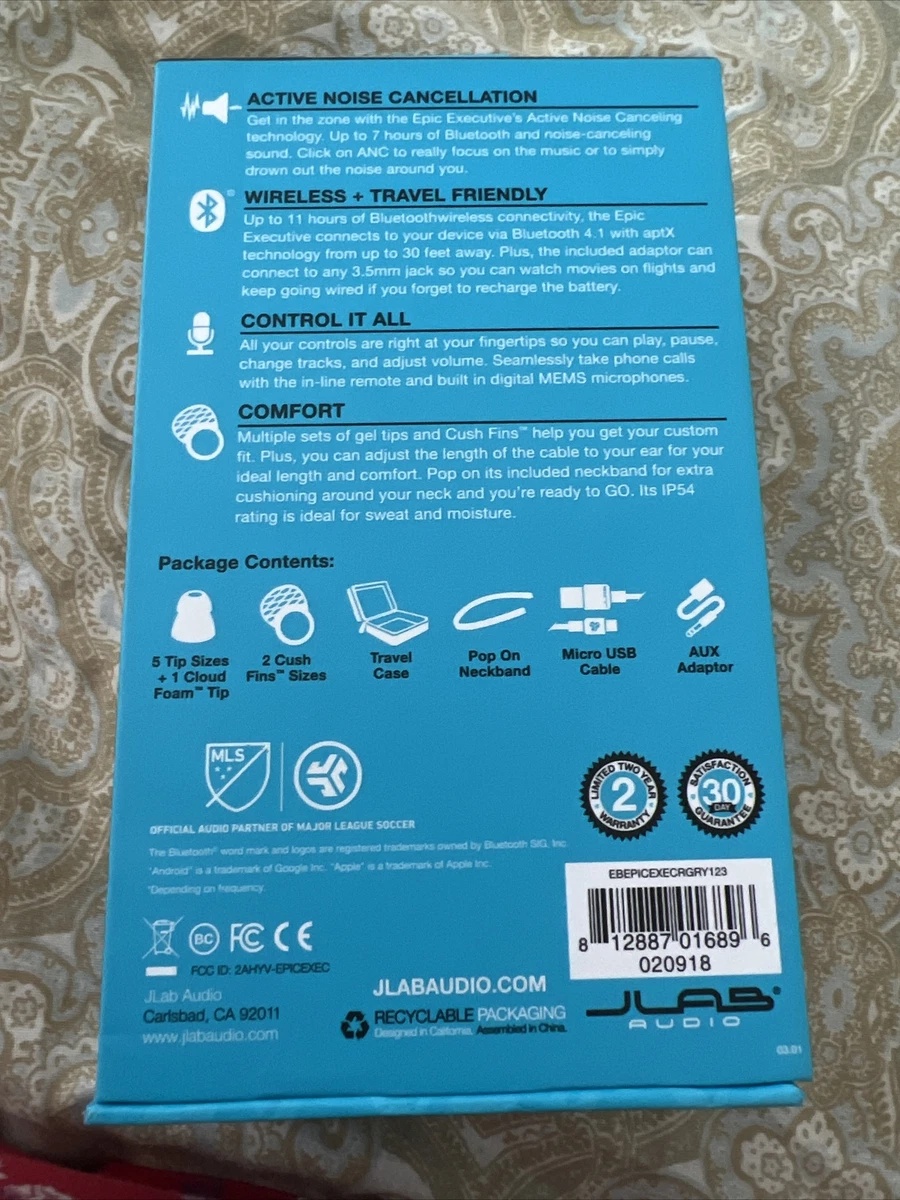 ACTIVE NOISE CANCELLATION
Get in the zone with the Epic Executive's Active Noise Canceling
technology. Up to 7 hours of Bluetooth and noise-canceling
sound. Click on ANC to really focus on the music or to simply
drown out the noise around you.
WIRELESS + TRAVEL FRIENDLY
Up to 11 hours of Bluetoothwireless connectivity, the Epic
Executive connects to your device via Bluetooth 4.1 with aptX
technology from up to 30 feet away. Plus, the included adaptor can
connect to any 3.5mm jack so you can watch movies on flights and
keep going wired if you forget to recharge the battery.
CONTROL IT ALL
All your controls are right at your fingertips so you can play, pause,
change tracks, and adjust volume. Seamlessly take phone calls
with the in-line remote and built in digital MEMS microphones.
COMFORT
Multiple sets of gel tips and Cush Fins™ help you get your custom
fit. Plus, you can adjust the length of the cable to your ear for your
ideal length and comfort. Pop on its included neckband for extra
cushioning around your neck and you're ready to GO. Its IP54
rating is ideal for sweat and moisture.
Package Contents:
5 Tip Sizes
+ 1 Cloud
Foam™ Tip
2 Cush
Fins™ Sizes
Travel
Case
Pop On
Neckband
Micro USB
Cable
AUX
Adaptor
MLS
OFFICIAL AUDIO PARTNER OF MAJOR LEAGUE SOCCER
LIMITED TWO YEAR
2
WARRANTY
SATISFACTION
30
DAY
GUARANTEE
The Bluetooth® word mark and logos are registered trademarks owned by Bluetooth SIG, Inc
"Android" is a trademark of Google Inc. "Apple" is a trademark of Apple Inc.
*Depending on frequency.
EBEPICEXECRGRY123
8 12887 01689 6
020918
BC FC CE
FCC ID: 2AHYV-EPICEXEC
JLab Audio
Carlsbad, CA 92011
www.jlabaudio.com
JLABAUDIO.COM
RECYCLABLE PACKAGING
Designed in California. Assembled in China.
JLAB®
AUDIO
03.01